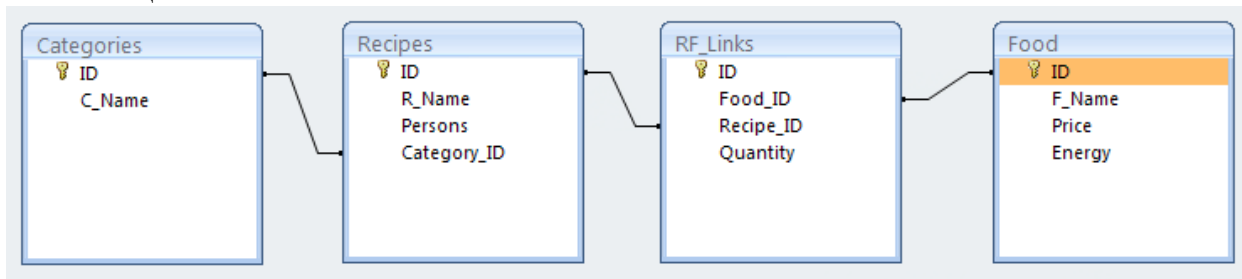 Categories
ID
C_Name
Recipes
ID
R_Name
Persons
Category_ID
RF_Links
ID
Food_ID
Recipe_ID
Quantity
Food
ID
F_Name
Price
Energy